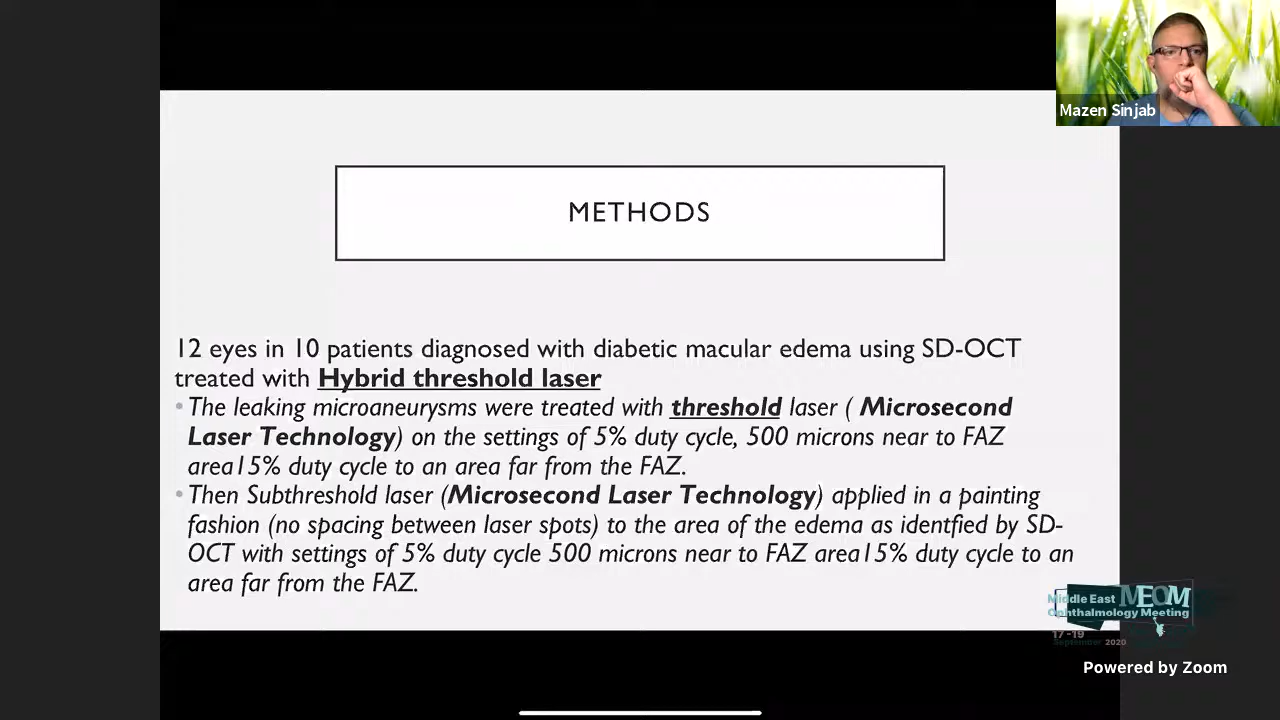 Mazen Sinjab
METHODS
12 eyes in 10 patients diagnosed with diabetic macular edema using SD-OCT
treated with Hybrid threshold laser
• The leaking microaneurysms were treated with threshold laser ( Microsecond
Laser Technology) on the settings of 5% duty cycle, 500 microns near to FAZ
area15% duty cycle to an area far from the FAZ.
• Then Subthreshold laser (Microsecond Laser Technology) applied in a painting
fashion (no spacing between laser spots) to the area of the edema as identfied by SD-
OCT with settings of 5% duty cycle 500 microns near to FAZ area15% duty cycle to an
area far from the FAZ.
Middle East MEOM
Ophthalmology Meeting
17-19
September 2020
Powered by Zoom